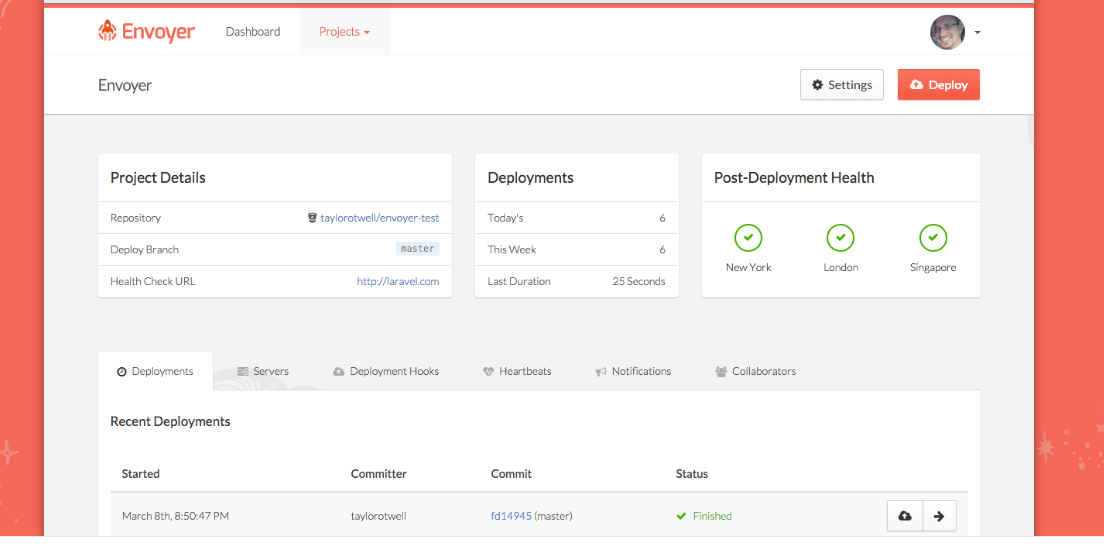 Envoyer Dashboard Projects
Envoyer Settings Deploy
Project Details
Repository taylorotwell/envoyer-test
Deploy Branch master
Health Check URL http://laravel.com
Deployments
Today's 6
This Week 6
Last Duration 25 Seconds
Post-Deployment Health
New York London Singapore
Deployments Servers Deployment Hooks Heartbeats Notifications Collaborators
Recent Deployments
Started Committer Commit Status
March 8th, 8:50:47 PM taylorotwell fd14945 (master) Finished